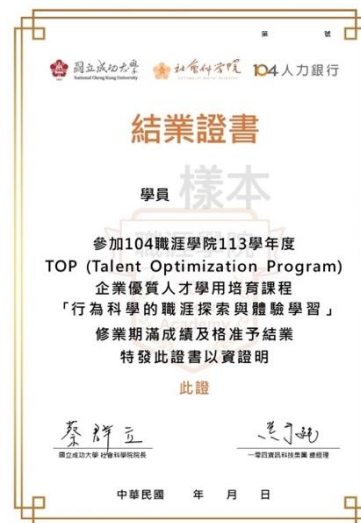 第 號
國立成功大學 社會科學院 104人力銀行
National Cheng Kung University
結業證書
樣本
學員
參加104職涯學院113學年度
TOP (Talent Optimization Program)
企業優質人才學用培育課程
「行為科學的職涯探索與體驗學習」
修業期滿成績及格准予結業
特發此證書以資證明
此證
蔡群立
國立成功大學 社會科學院院長 一零四資訊科技集團 總經理
中華民國 年 月 日